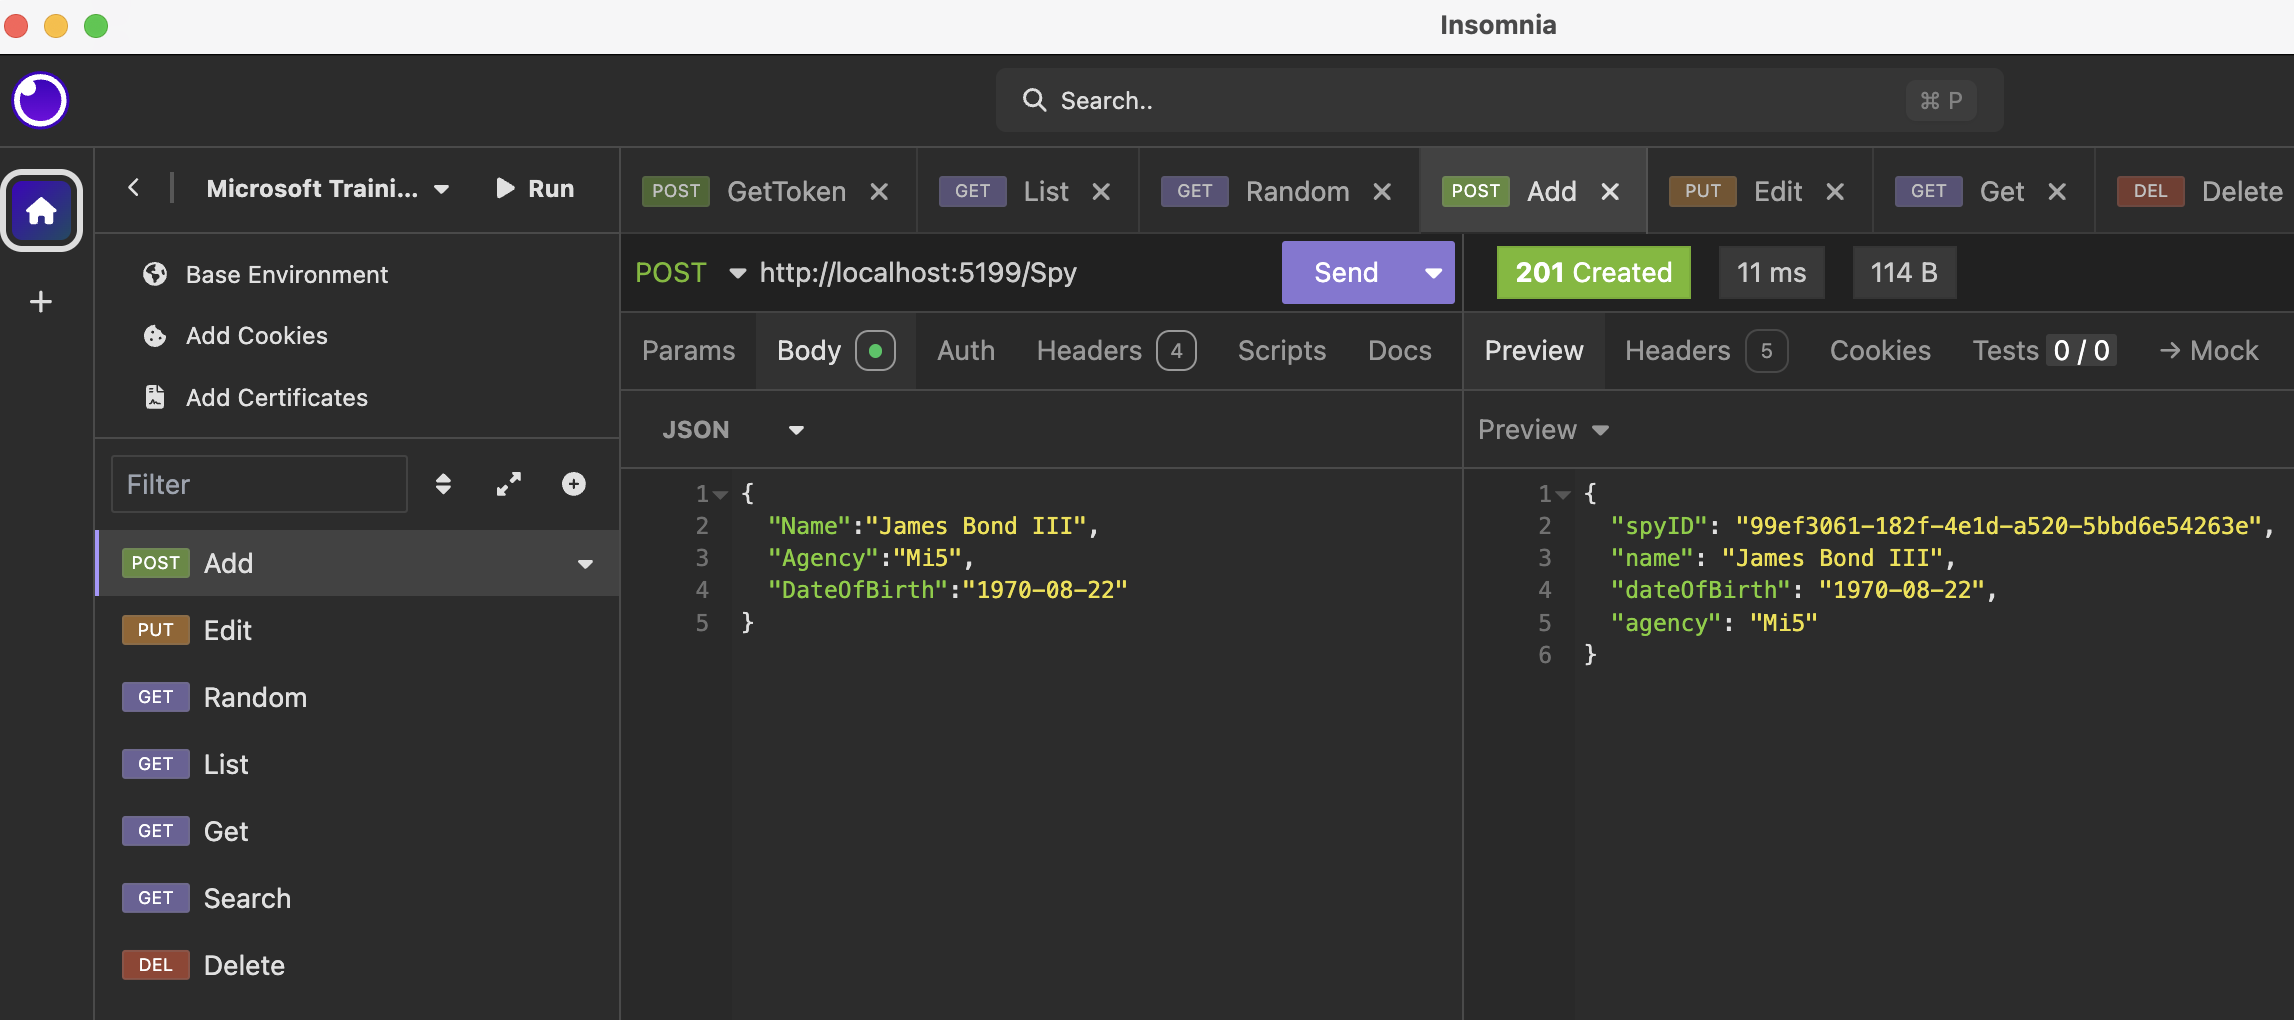 Insomnia
Search..
⌘ P
Microsoft Traini...
Run
POST GetToken
GET List
GET Random
POST Add
PUT Edit
GET Get
DEL Delete
Base Environment
Add Cookies
Add Certificates
Filter
POST Add
PUT Edit
GET Random
GET List
GET Get
GET Search
DEL Delete
POST http://localhost:5199/Spy
Send
Params Body Auth Headers 4 Scripts Docs
JSON
1 {
2 "Name":"James Bond III",
3 "Agency":"Mi5",
4 "DateOfBirth":"1970-08-22"
5 }
201 Created 11 ms 114 B
Preview Headers 5 Cookies Tests 0 / 0 → Mock
Preview
1 {
2 "spyID": "99ef3061-182f-4e1d-a520-5bbd6e54263e",
3 "name": "James Bond III",
4 "dateOfBirth": "1970-08-22",
5 "agency": "Mi5"
6 }